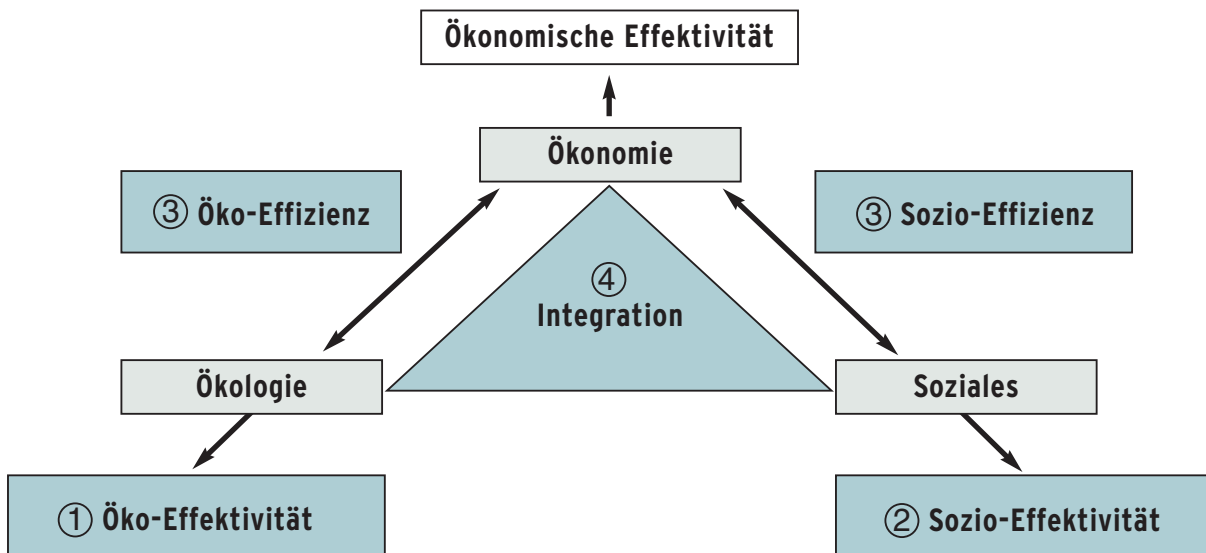 Ökonomische Effektivität
Ökonomie
③ Öko-Effizienz
③ Sozio-Effizienz
④
Integration
Ökologie
Soziales
① Öko-Effektivität
② Sozio-Effektivität